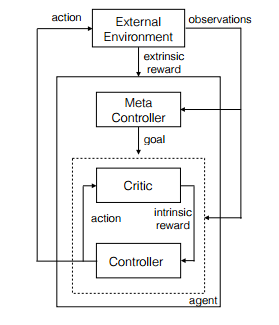 action
External
Environment
observations
extrinsic
reward
Meta
Controller
goal
Critic
action
intrinsic
reward
Controller
agent